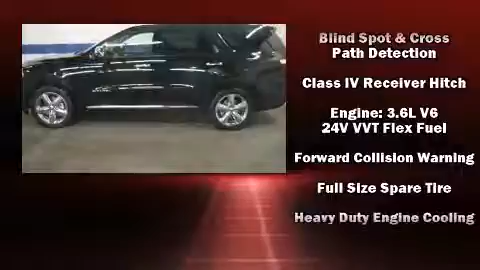 Blind Spot & Cross
Path Detection
Class IV Receiver Hitch
Engine: 3.6L V6
24V VVT Flex Fuel
Forward Collision Warning
Full Size Spare Tire
Heavy Duty Engine Cooling